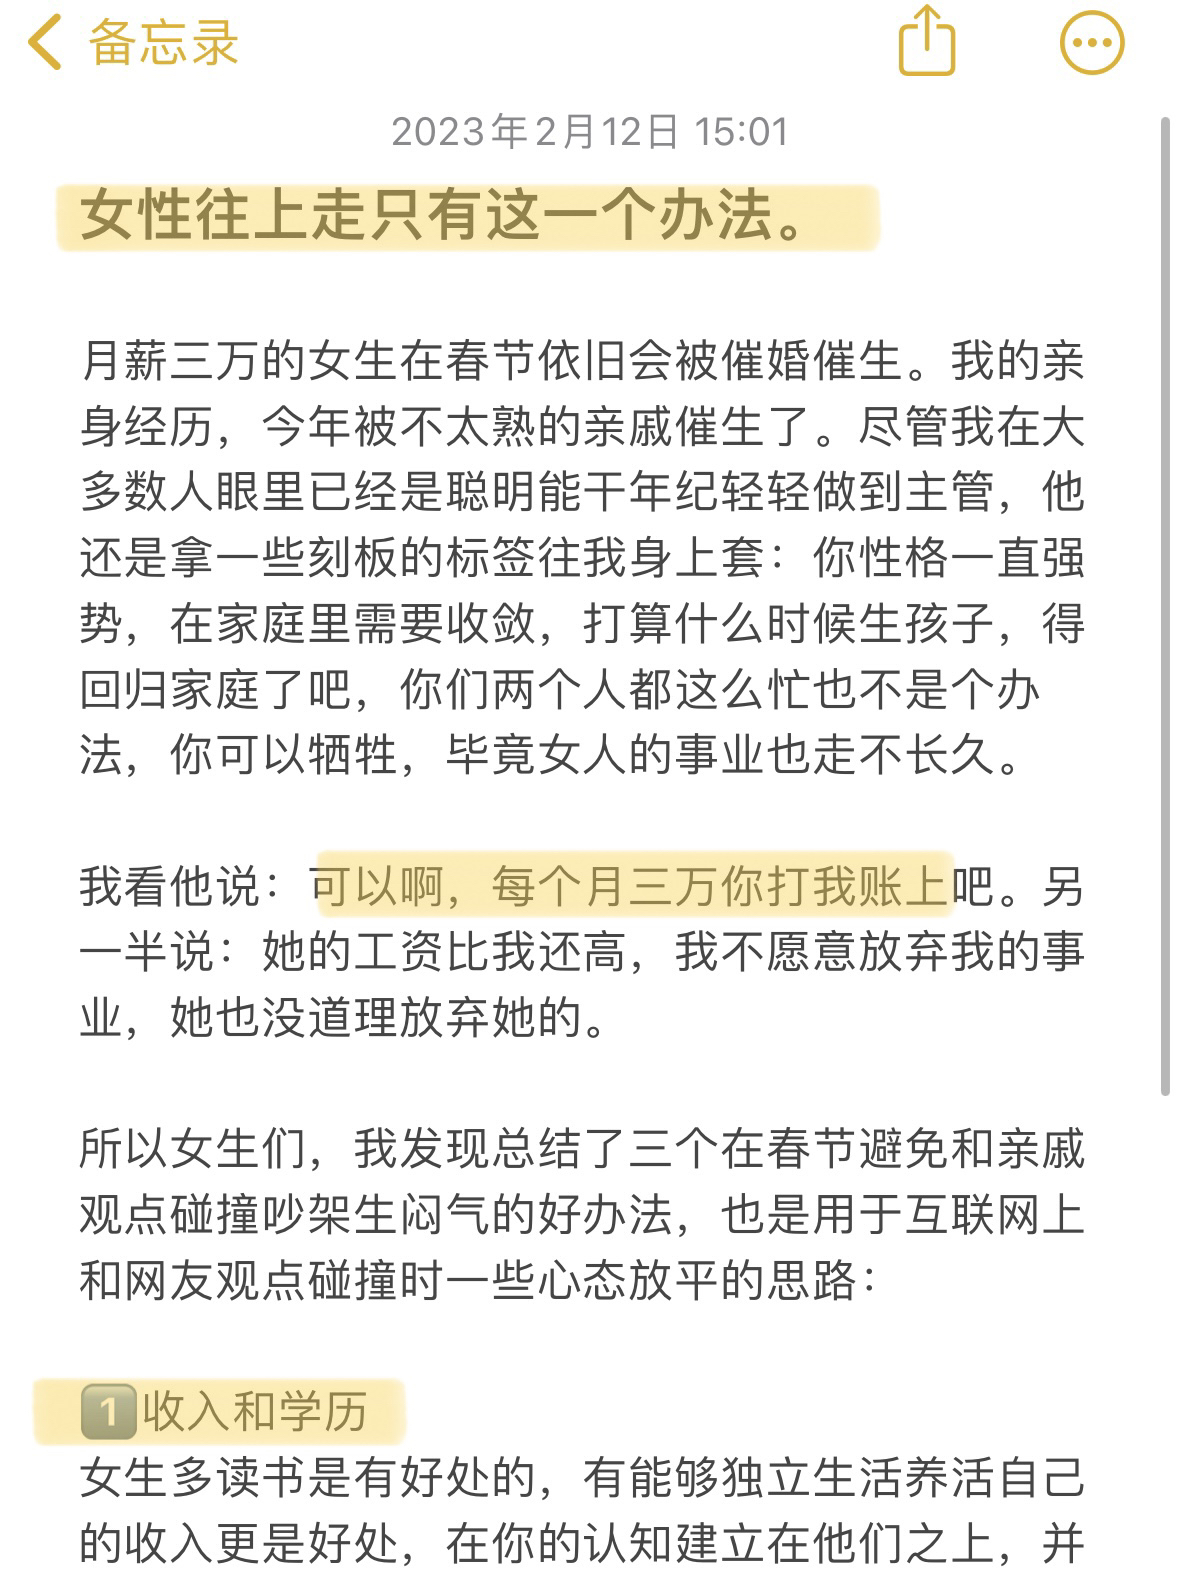 备忘录
2023年2月12日 15:01
女性往上走只有这一个办法。
月薪三万的女生在春节依旧会被催婚催生。我的亲
身经历，今年被不太熟的亲戚催生了。尽管我在大
多数人眼里已经是聪明能干年纪轻轻做到主管，他
还是拿一些刻板的标签往我身上套：你性格一直强
势，在家庭里需要收敛，打算什么时候生孩子，得
回归家庭了吧，你们两个人都这么忙也不是个办
法，你可以牺牲，毕竟女人的事业也走不长久。
我看他说：可以啊，每个月三万你打我账上吧。另
一半说：她的工资比我还高，我不愿意放弃我的事
业，她也没道理放弃她的。
所以女生们，我发现总结了三个在春节避免和亲戚
观点碰撞吵架生闷气的好办法，也是用于互联网上
和网友观点碰撞时一些心态放平的思路：
1️⃣收入和学历
女生多读书是有好处的，有能够独立生活养活自己
的收入更是好处，在你的认知建立在他们之上，并